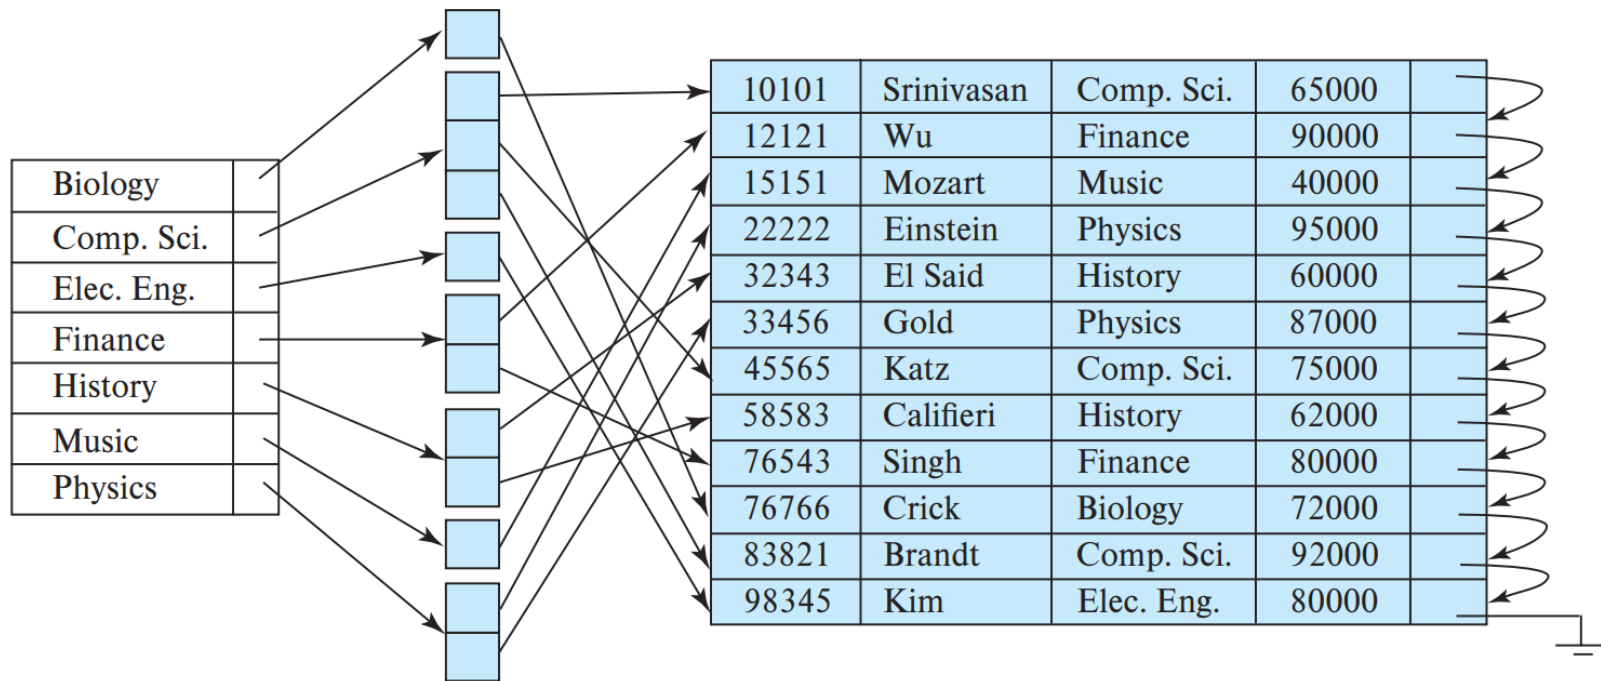 Biology
Comp. Sci.
Elec. Eng.
Finance
History
Music
Physics
10101 Srinivasan Comp. Sci. 65000
12121 Wu Finance 90000
15151 Mozart Music 40000
22222 Einstein Physics 95000
32343 El Said History 60000
33456 Gold Physics 87000
45565 Katz Comp. Sci. 75000
58583 Califieri History 62000
76543 Singh Finance 80000
76766 Crick Biology 72000
83821 Brandt Comp. Sci. 92000
98345 Kim Elec. Eng. 80000